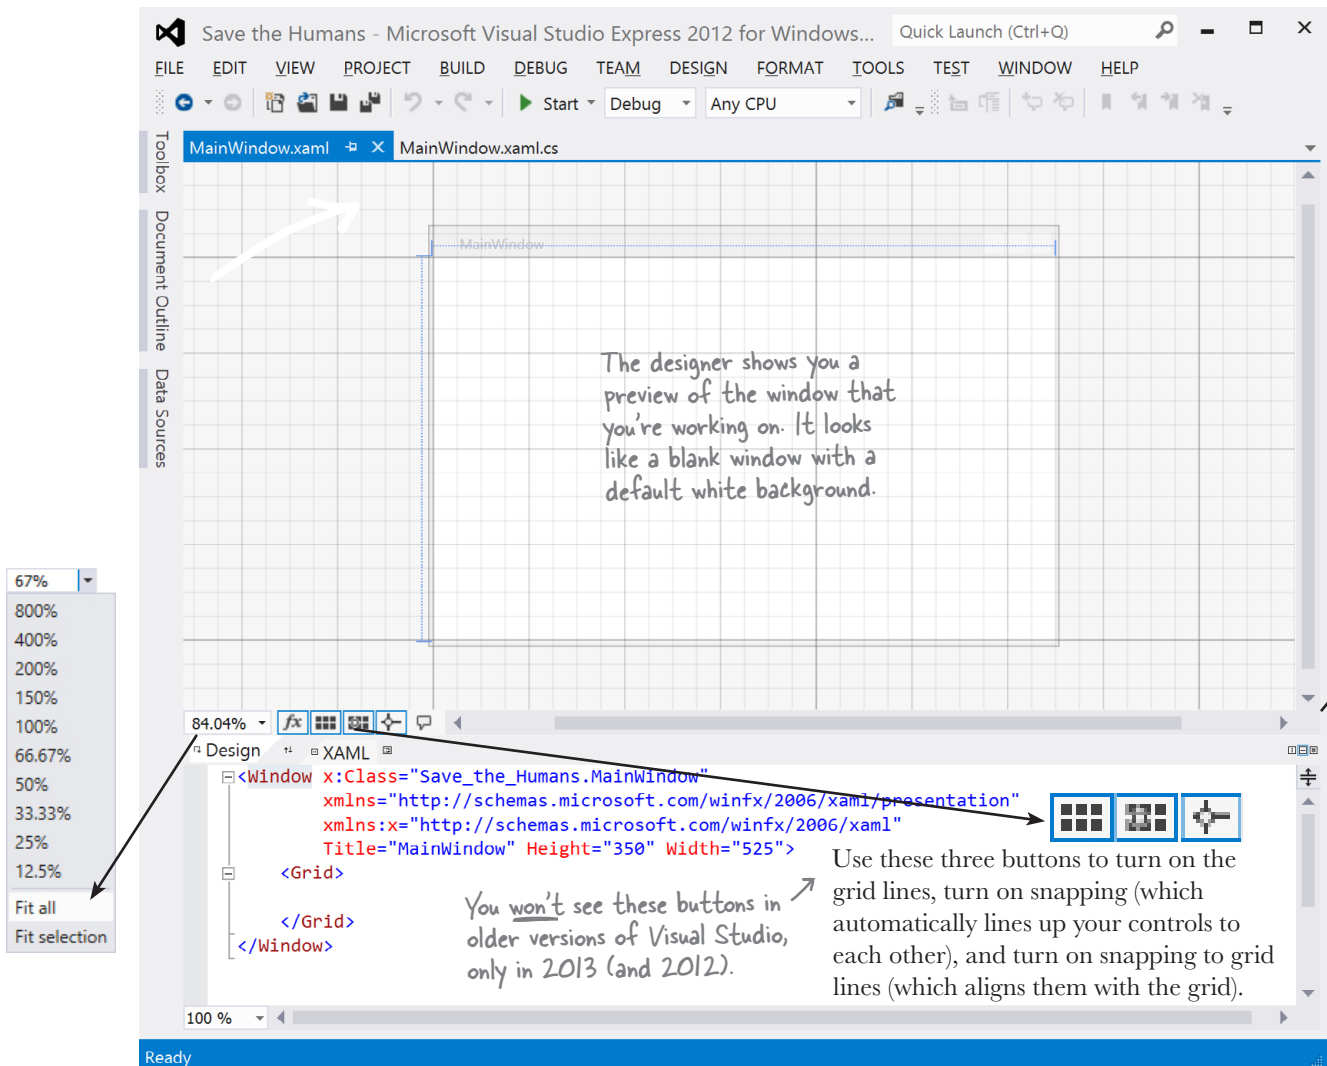 Save the Humans - Microsoft Visual Studio Express 2012 for Windows...
Quick Launch (Ctrl+Q)
FILE EDIT VIEW PROJECT BUILD DEBUG TEAM DESIGN FORMAT TOOLS TEST WINDOW HELP
Start Debug Any CPU
Toolbox
Document Outline
Data Sources
MainWindow.xaml
MainWindow.xaml.cs
MainWindow
The designer shows you a
preview of the window that
you're working on. It looks
like a blank window with a
default white background.
67%
800%
400%
200%
150%
100%
66.67%
50%
33.33%
25%
12.5%
Fit all
Fit selection
84.04% fx
Design XAML
<Window x:Class="Save_the_Humans.MainWindow"
xmlns="http://schemas.microsoft.com/winfx/2006/xaml/presentation"
xmlns:x="http://schemas.microsoft.com/winfx/2006/xaml"
Title="MainWindow" Height="350" Width="525">
<Grid>
</Grid>
</Window>
You won't see these buttons in
older versions of Visual Studio,
only in 2013 (and 2012).
Use these three buttons to turn on the
grid lines, turn on snapping (which
automatically lines up your controls to
each other), and turn on snapping to grid
lines (which aligns them with the grid).
100 %
Ready